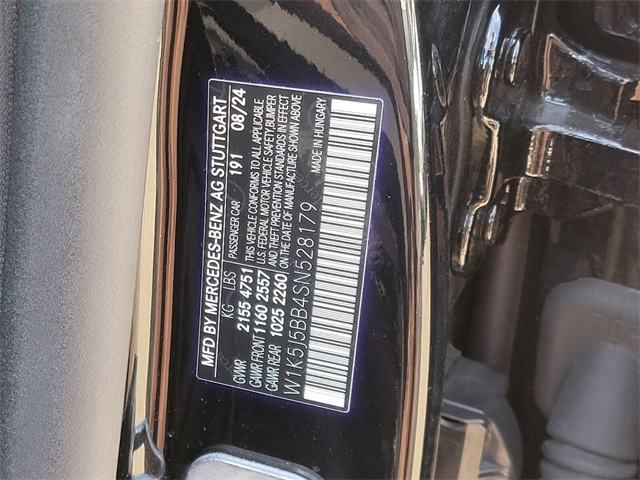 MFD BY MERCEDES-BENZ AG STUTTGART
KG LBS PASSENGER CAR 191 08/24
GVWR 2155 4751 THIS VEHICLE CONFORMS TO ALL APPLICABLE
GAWR FRONT 1160 2557 U.S. FEDERAL MOTOR VEHICLE SAFETY, BUMPER
GAWR REAR 1025 2260 AND THEFT PREVENTION STANDARDS IN EFFECT
ON THE DATE OF MANUFACTURE SHOWN ABOVE
W1K5J5BB4SN528179 MADE IN HUNGARY